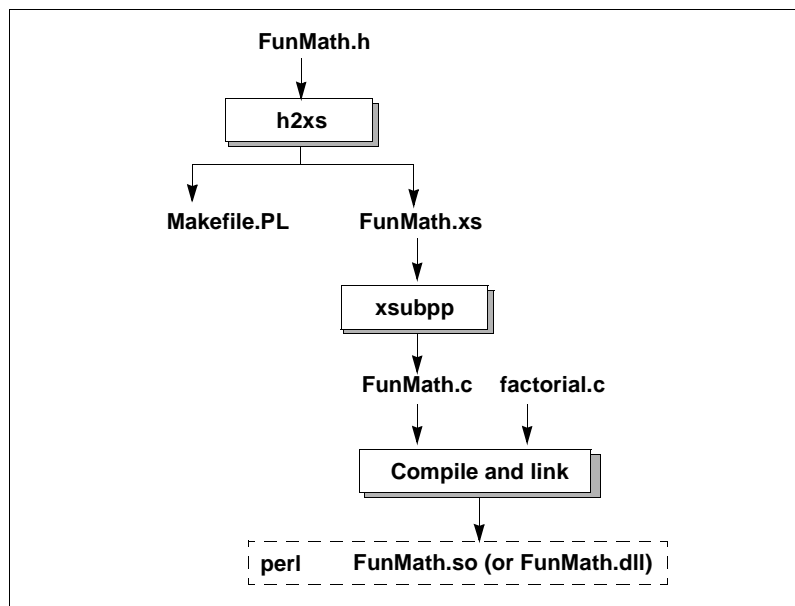 FunMath.h
h2xs
Makefile.PL FunMath.xs
xsubpp
FunMath.c factorial.c
Compile and link
perl FunMath.so (or FunMath.dll)